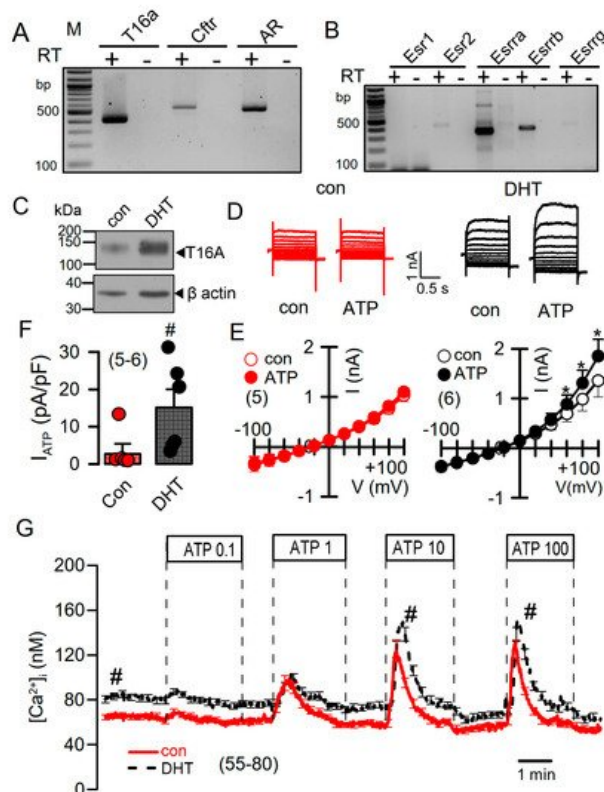 A
M
T16a Cftr AR
RT + - + - + -
bp
500
100
B
Esr1 Esr2 Esrra Esrrb Esrrg
RT + - + - + - + - + -
bp
500
100
con DHT
C
kDa
con DHT
150
100
T16A
40
30
β actin
D
1 nA
0.5 s
con ATP con ATP
F
#
(5-6)
I_ATP (pA/pF)
30
20
10
0
Con DHT
E
con
ATP
(5)
I (nA)
2
1
-100
+100
V (mV)
-1
con
ATP
(6)
I (nA)
2
1
* * *
-100
+100
V(mV)
-1
G
ATP 0.1 ATP 1 ATP 10 ATP 100
[Ca²⁺]i (nM)
200
160
120
80
40
0
# # #
con
DHT
(55-80)
1 min